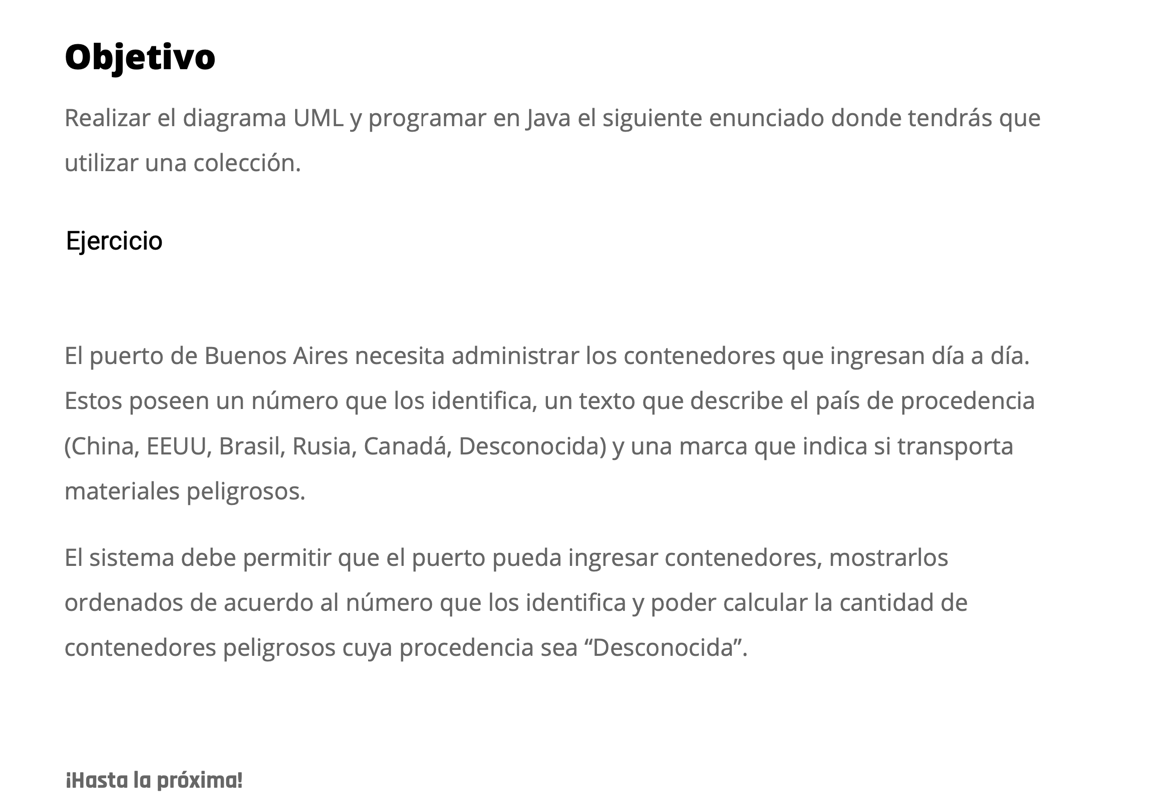 Objetivo
Realizar el diagrama UML y programar en Java el siguiente enunciado donde tendrás que
utilizar una colección.
Ejercicio
El puerto de Buenos Aires necesita administrar los contenedores que ingresan día a día.
Estos poseen un número que los identifica, un texto que describe el país de procedencia
(China, EEUU, Brasil, Rusia, Canadá, Desconocida) y una marca que indica si transporta
materiales peligrosos.
El sistema debe permitir que el puerto pueda ingresar contenedores, mostrarlos
ordenados de acuerdo al número que los identifica y poder calcular la cantidad de
contenedores peligrosos cuya procedencia sea “Desconocida”.
¡Hasta la próxima!